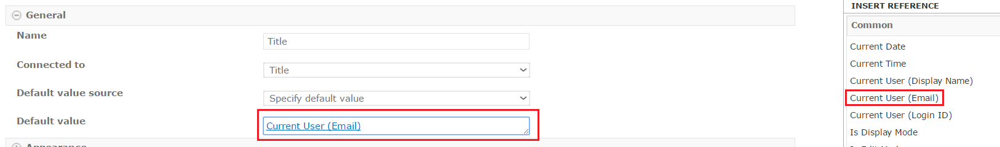 General
Name
Title
Connected to
Title
Default value source
Specify default value
Default value
Current User (Email)
Appearance
INSERT REFERENCE
Common
Current Date
Current Time
Current User (Display Name)
Current User (Email)
Current User (Login ID)
Is Display Mode